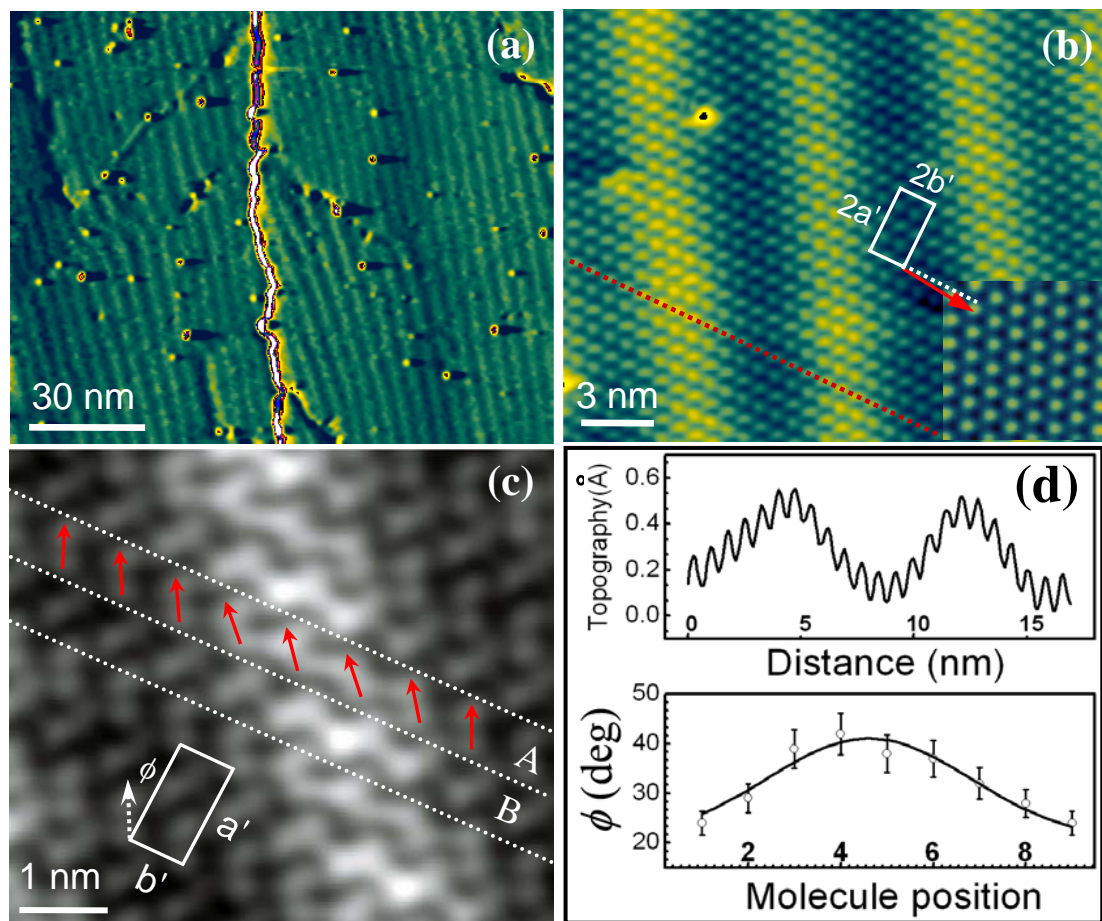 (a)
30 nm
(b)
2b'
2a'
3 nm
(c)
A
B
ϕ
a'
b'
1 nm
(d)
Topography(Å)
0.6
0.4
0.2
0.0
0 5 10 15
Distance (nm)
ϕ (deg)
50
40
30
20
2 4 6 8
Molecule position